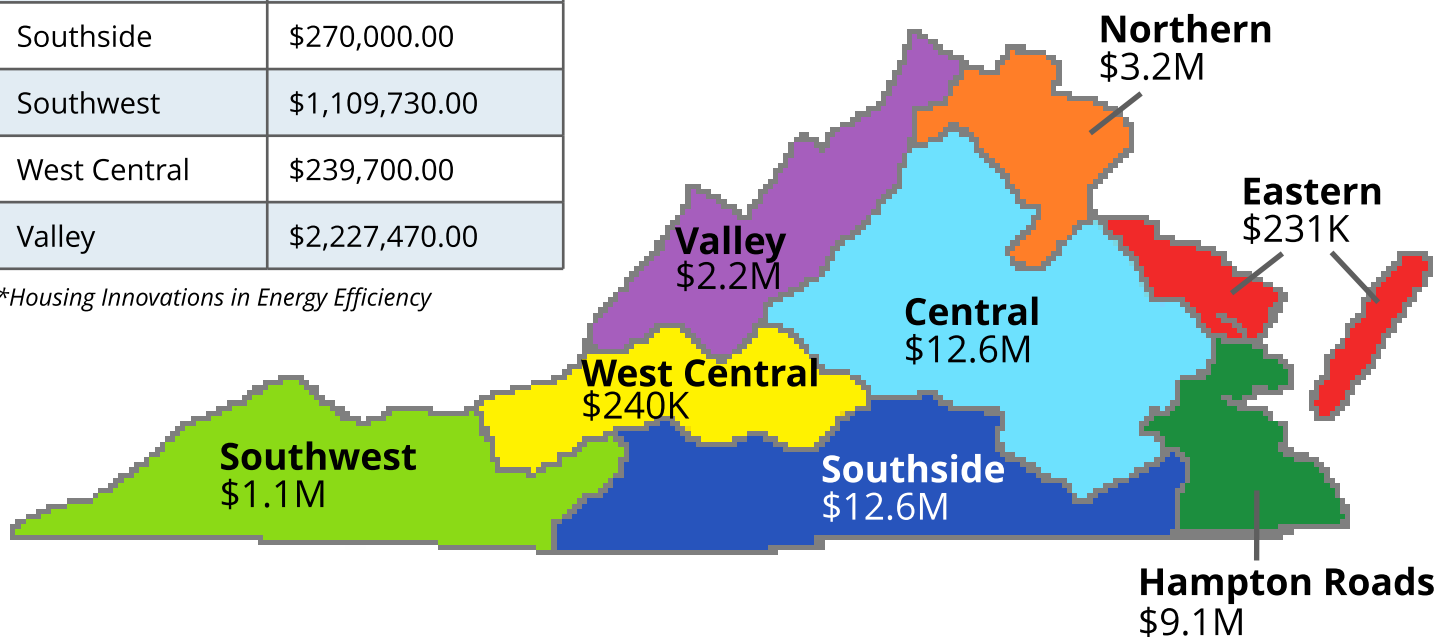 Southside $270,000.00
Southwest $1,109,730.00
West Central $239,700.00
Valley $2,227,470.00
*Housing Innovations in Energy Efficiency
Northern
$3.2M
Eastern
$231K
Valley
$2.2M
Central
$12.6M
West Central
$240K
Southwest
$1.1M
Southside
$12.6M
Hampton Roads
$9.1M